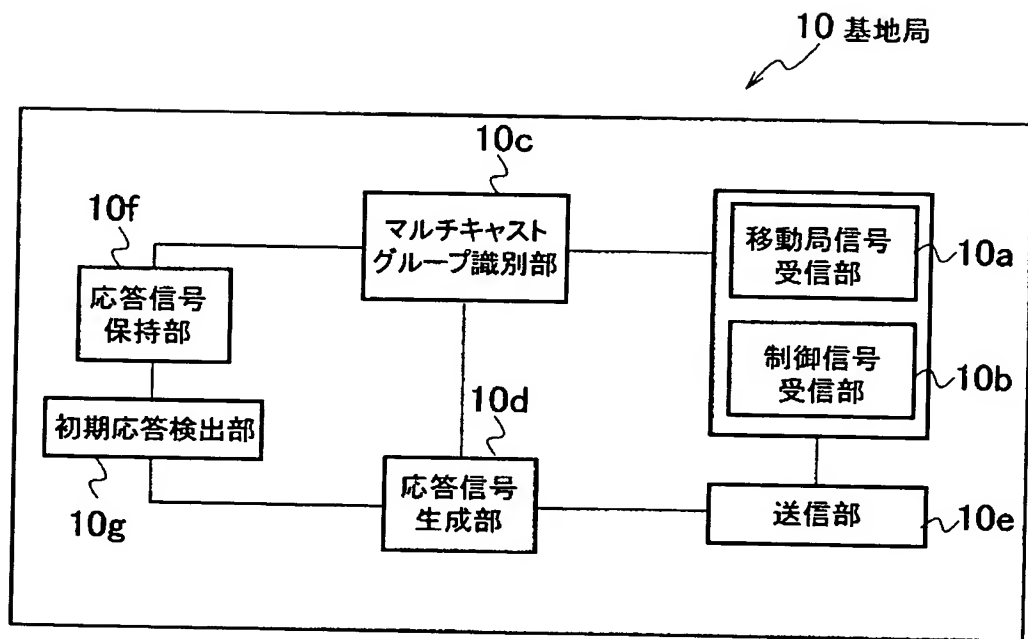 10 基地局
10c
10f
マルチキャスト
グループ識別部
移動局信号
受信部
10a
応答信号
保持部
制御信号
受信部
10b
10d
初期応答検出部
応答信号
生成部
送信部
10e
10g